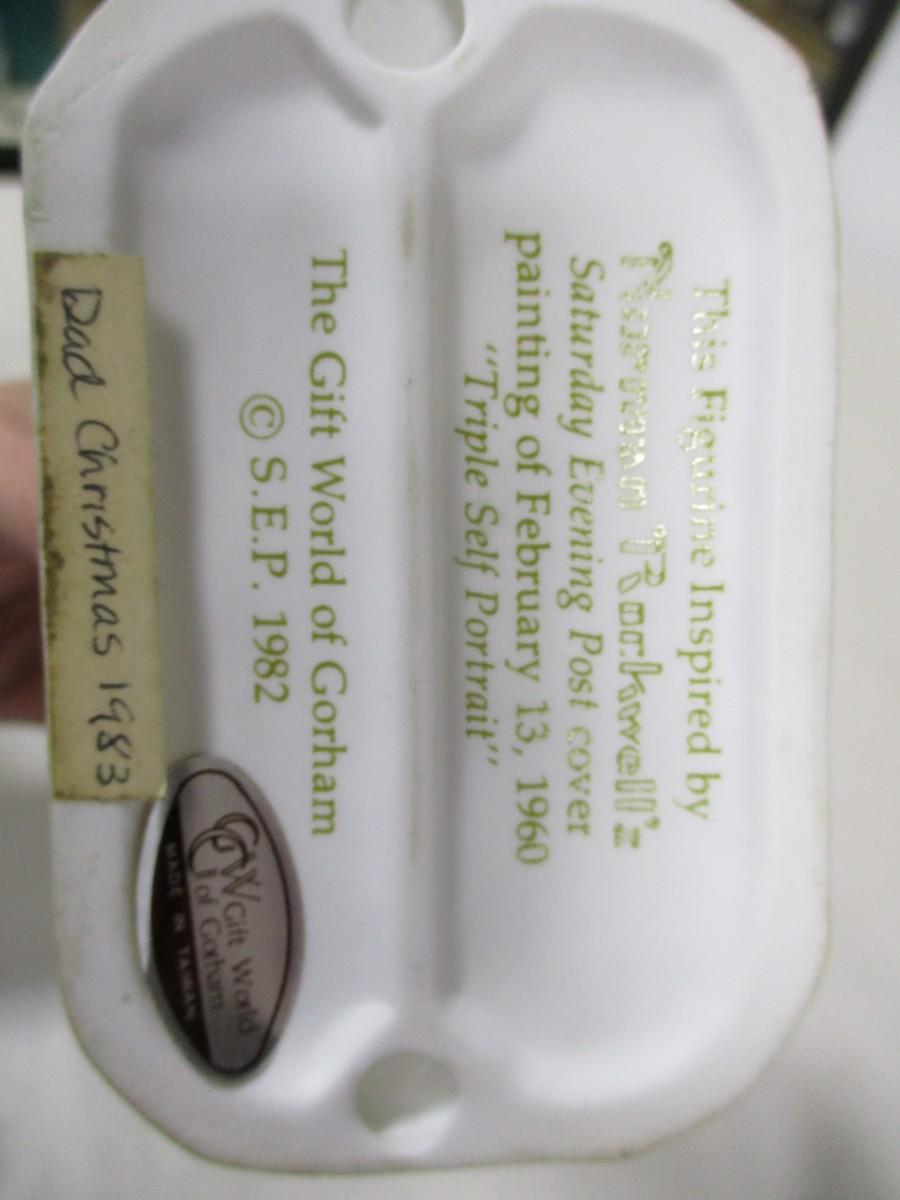 This Figurine Inspired by
Norman Rockwell's
Saturday Evening Post cover
painting of February 13, 1960
"Triple Self Portrait"
The Gift World of Gorham
© S.E.P. 1982
GW Gift World
of Gorham
MADE IN TAIWAN
Dad Christmas 1983